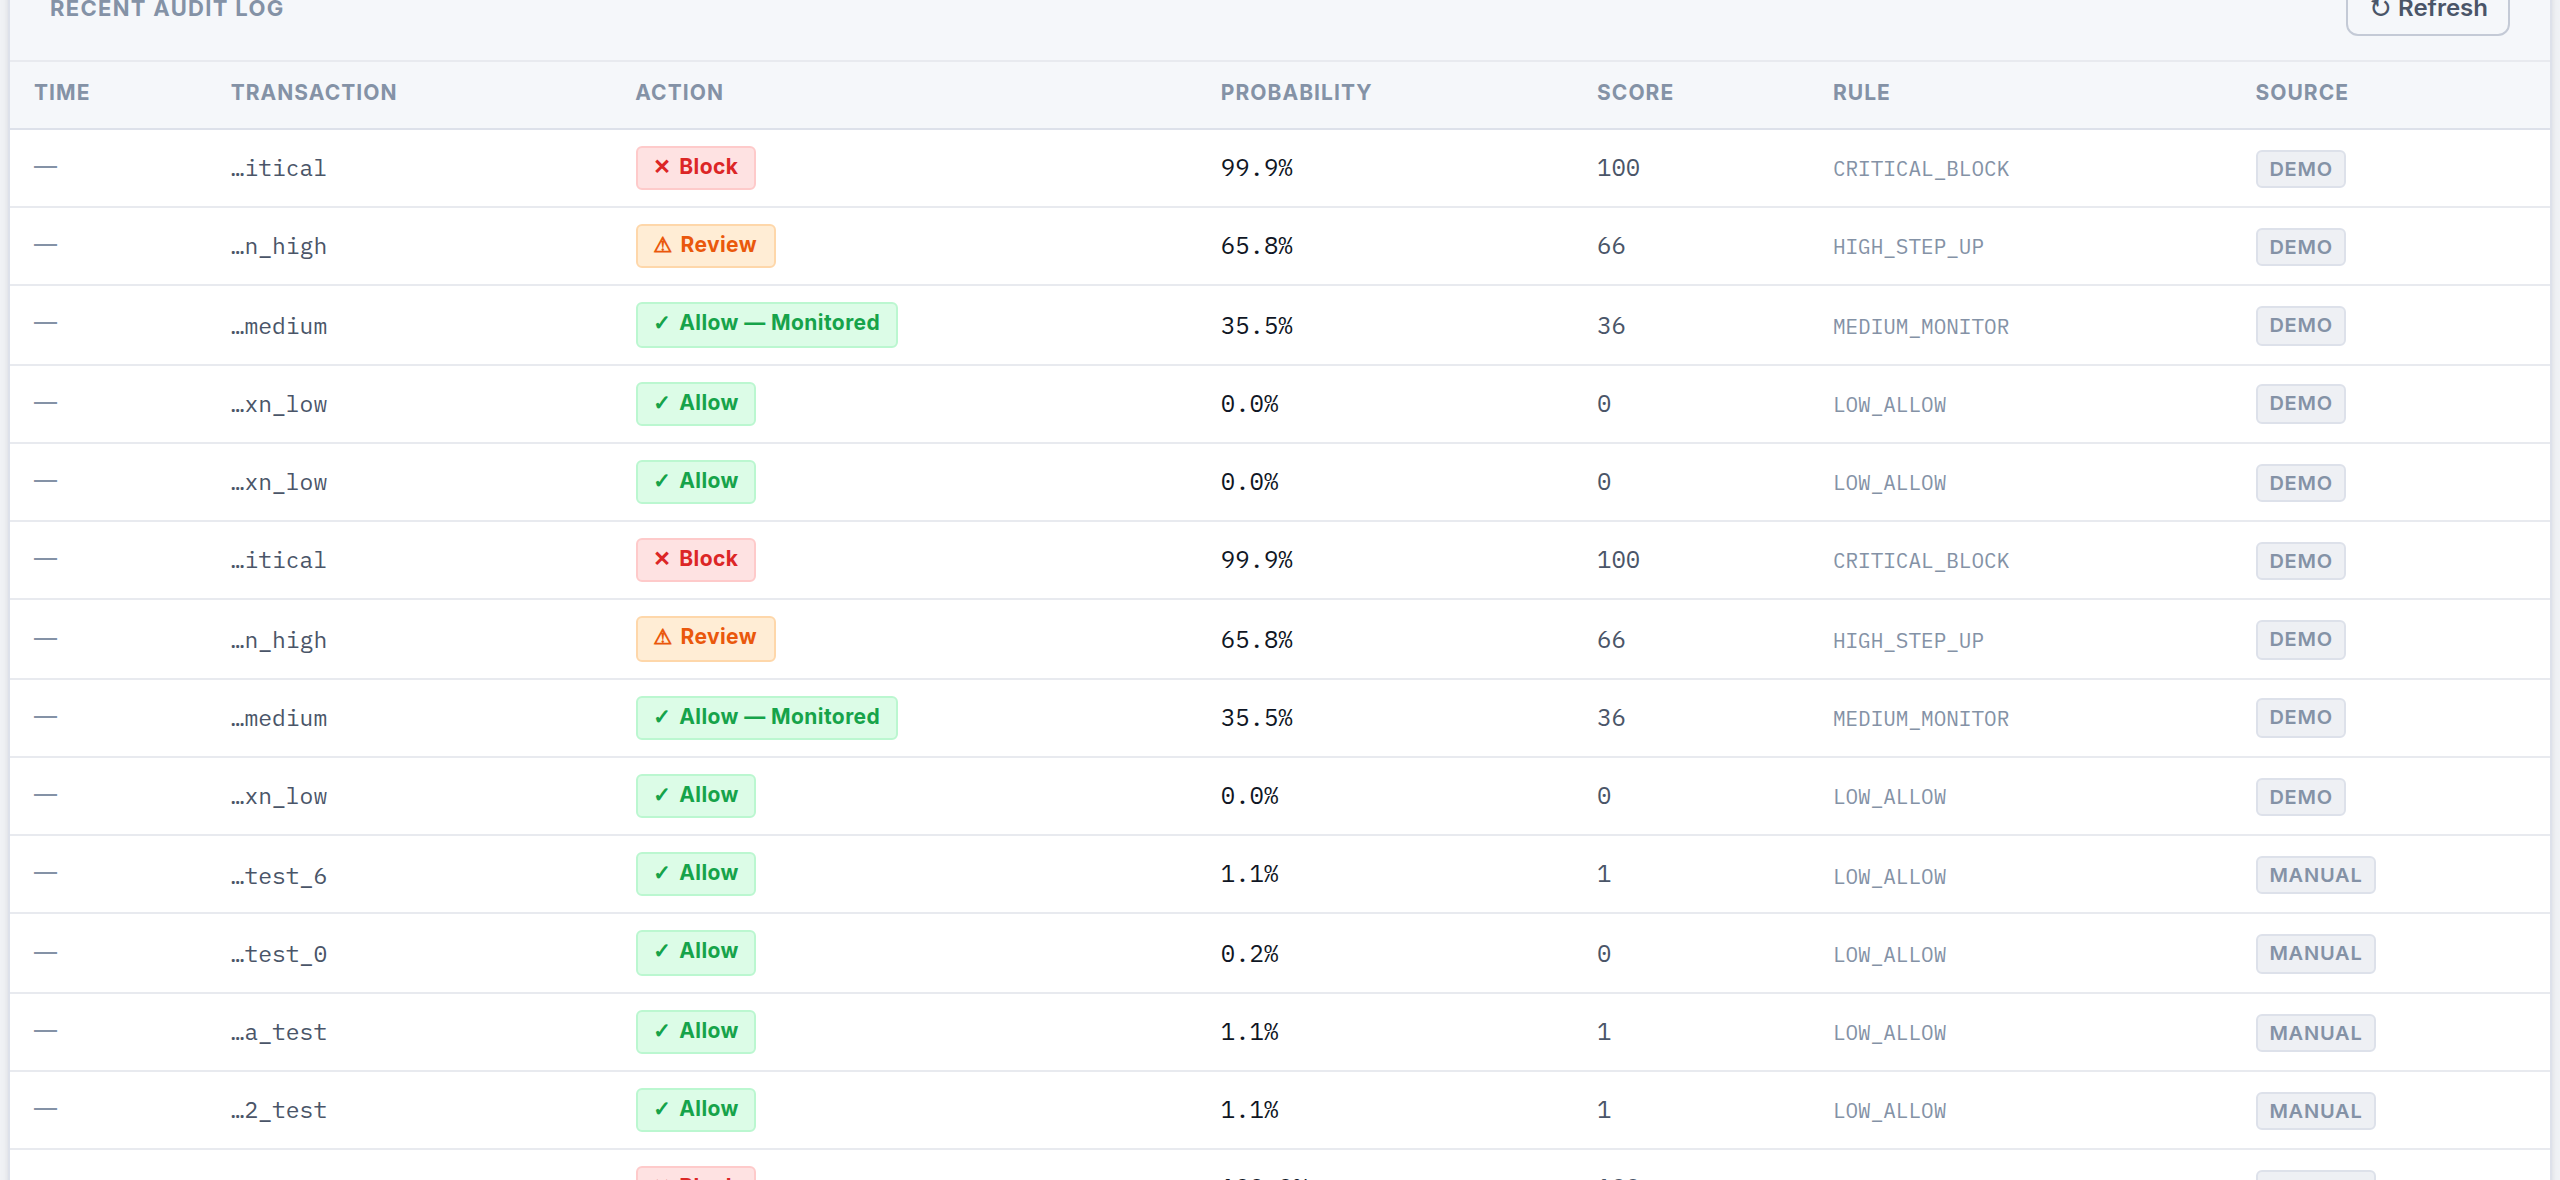 RECENT AUDIT LOG ↻ Refresh
TIME TRANSACTION ACTION PROBABILITY SCORE RULE SOURCE
— …itical ✕ Block 99.9% 100 CRITICAL_BLOCK DEMO
— …n_high ⚠ Review 65.8% 66 HIGH_STEP_UP DEMO
— …medium ✓ Allow — Monitored 35.5% 36 MEDIUM_MONITOR DEMO
— …xn_low ✓ Allow 0.0% 0 LOW_ALLOW DEMO
— …xn_low ✓ Allow 0.0% 0 LOW_ALLOW DEMO
— …itical ✕ Block 99.9% 100 CRITICAL_BLOCK DEMO
— …n_high ⚠ Review 65.8% 66 HIGH_STEP_UP DEMO
— …medium ✓ Allow — Monitored 35.5% 36 MEDIUM_MONITOR DEMO
— …xn_low ✓ Allow 0.0% 0 LOW_ALLOW DEMO
— …test_6 ✓ Allow 1.1% 1 LOW_ALLOW MANUAL
— …test_0 ✓ Allow 0.2% 0 LOW_ALLOW MANUAL
— …a_test ✓ Allow 1.1% 1 LOW_ALLOW MANUAL
— …2_test ✓ Allow 1.1% 1 LOW_ALLOW MANUAL